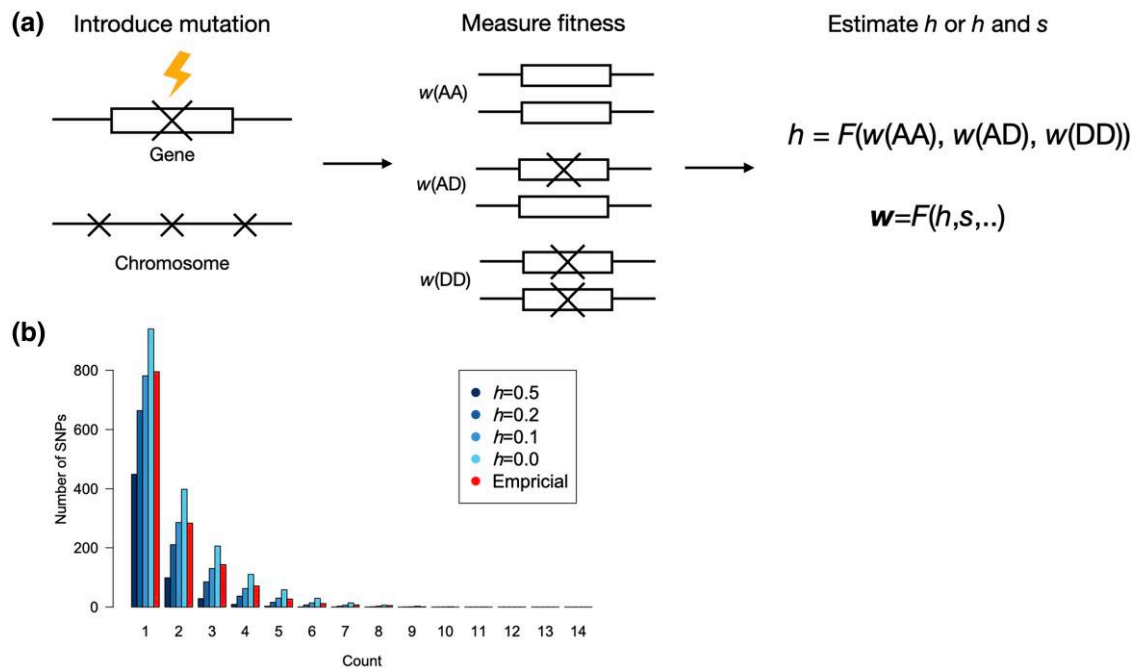 (a)
Introduce mutation
Gene
Chromosome
Measure fitness
w(AA)
w(AD)
w(DD)
Estimate h or h and s
h = F(w(AA), w(AD), w(DD))
w=F(h,s,..)
(b)
Number of SNPs
800
600
400
200
0
h=0.5
h=0.2
h=0.1
h=0.0
Empricial
1 2 3 4 5 6 7 8 9 10 11 12 13 14
Count